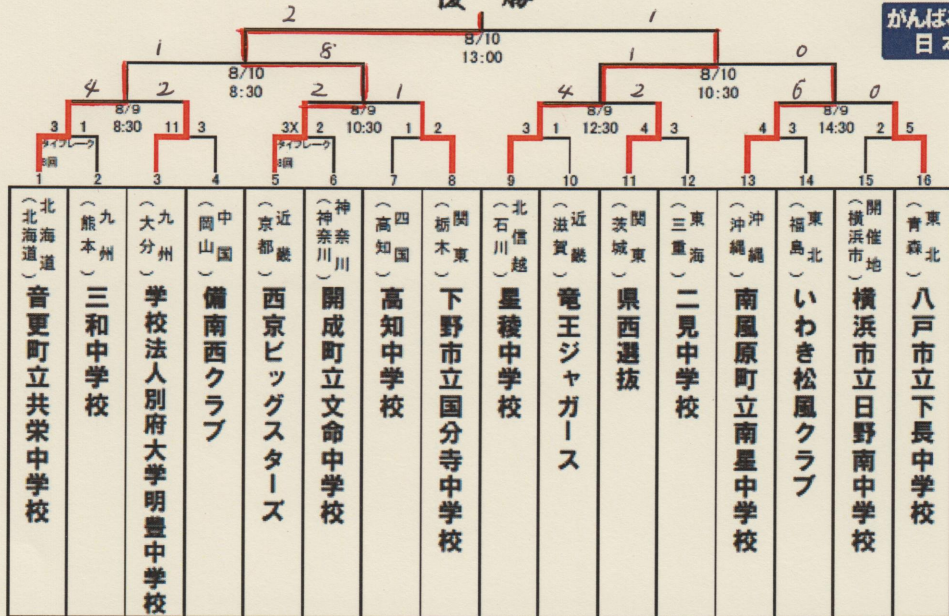 優勝
がんば
日本
2 1
8/10
13:00
1 8 1 0
8/10
8:30
8/10
10:30
4 2 2 1 4 2 6 0
8/9
8:30
8/9
10:30
8/9
12:30
8/9
14:30
3 1 11 3 3X 2 1 2 3 1 4 3 4 3 2 5
タイブレーク
8回
タイブレーク
8回
1 2 3 4 5 6 7 8 9 10 11 12 13 14 15 16
北海道(北海道)
音更町立共栄中学校
九州(熊本)
三和中学校
九州(大分)
学校法人別府大学明豊中学校
中国(岡山)
備南西クラブ
近畿(京都)
西京ビッグスターズ
神奈川(神奈川)
開成町立文命中学校
四国(高知)
高知中学校
関東(栃木)
下野市立国分寺中学校
北信越(石川)
星稜中学校
近畿(滋賀)
竜王ジャガース
関東(茨城)
県西選抜
東海(三重)
二見中学校
沖縄(沖縄)
南風原町立南星中学校
東北(福島)
いわき松風クラブ
開催地(横浜市)
横浜市立日野南中学校
東北(青森)
八戸市立下長中学校